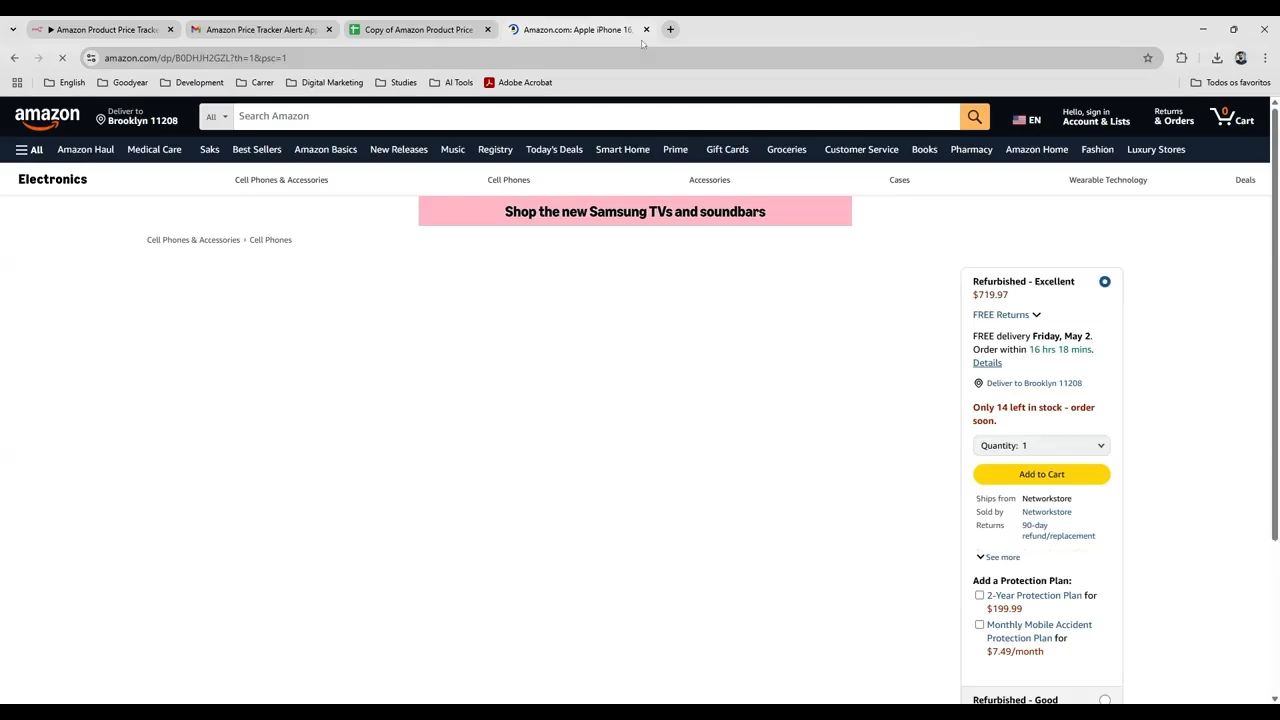 ▶ Amazon Product Price Tracke
Amazon Price Tracker Alert: App
Copy of Amazon Product Price
Amazon.com: Apple iPhone 16,
amazon.com/dp/B0DHJH2GZL?th=1&psc=1
English
Goodyear
Development
Carrer
Digital Marketing
Studies
AI Tools
Adobe Acrobat
Todos os favoritos
amazon
Deliver to
Brooklyn 11208
All
Search Amazon
EN
Hello, sign in
Account & Lists
Returns
& Orders
0
Cart
All
Amazon Haul
Medical Care
Saks
Best Sellers
Amazon Basics
New Releases
Music
Registry
Today's Deals
Smart Home
Prime
Gift Cards
Groceries
Customer Service
Books
Pharmacy
Amazon Home
Fashion
Luxury Stores
Electronics
Cell Phones & Accessories
Cell Phones
Accessories
Cases
Wearable Technology
Deals
Shop the new Samsung TVs and soundbars
Cell Phones & Accessories › Cell Phones
Refurbished - Excellent
$719.97
FREE Returns
FREE delivery Friday, May 2.
Order within 16 hrs 18 mins.
Details
Deliver to Brooklyn 11208
Only 14 left in stock - order
soon.
Quantity: 1
Add to Cart
Ships from Networkstore
Sold by Networkstore
Returns 90-day
refund/replacement
See more
Add a Protection Plan:
2-Year Protection Plan for
$199.99
Monthly Mobile Accident
Protection Plan for
$7.49/month
Refurbished - Good